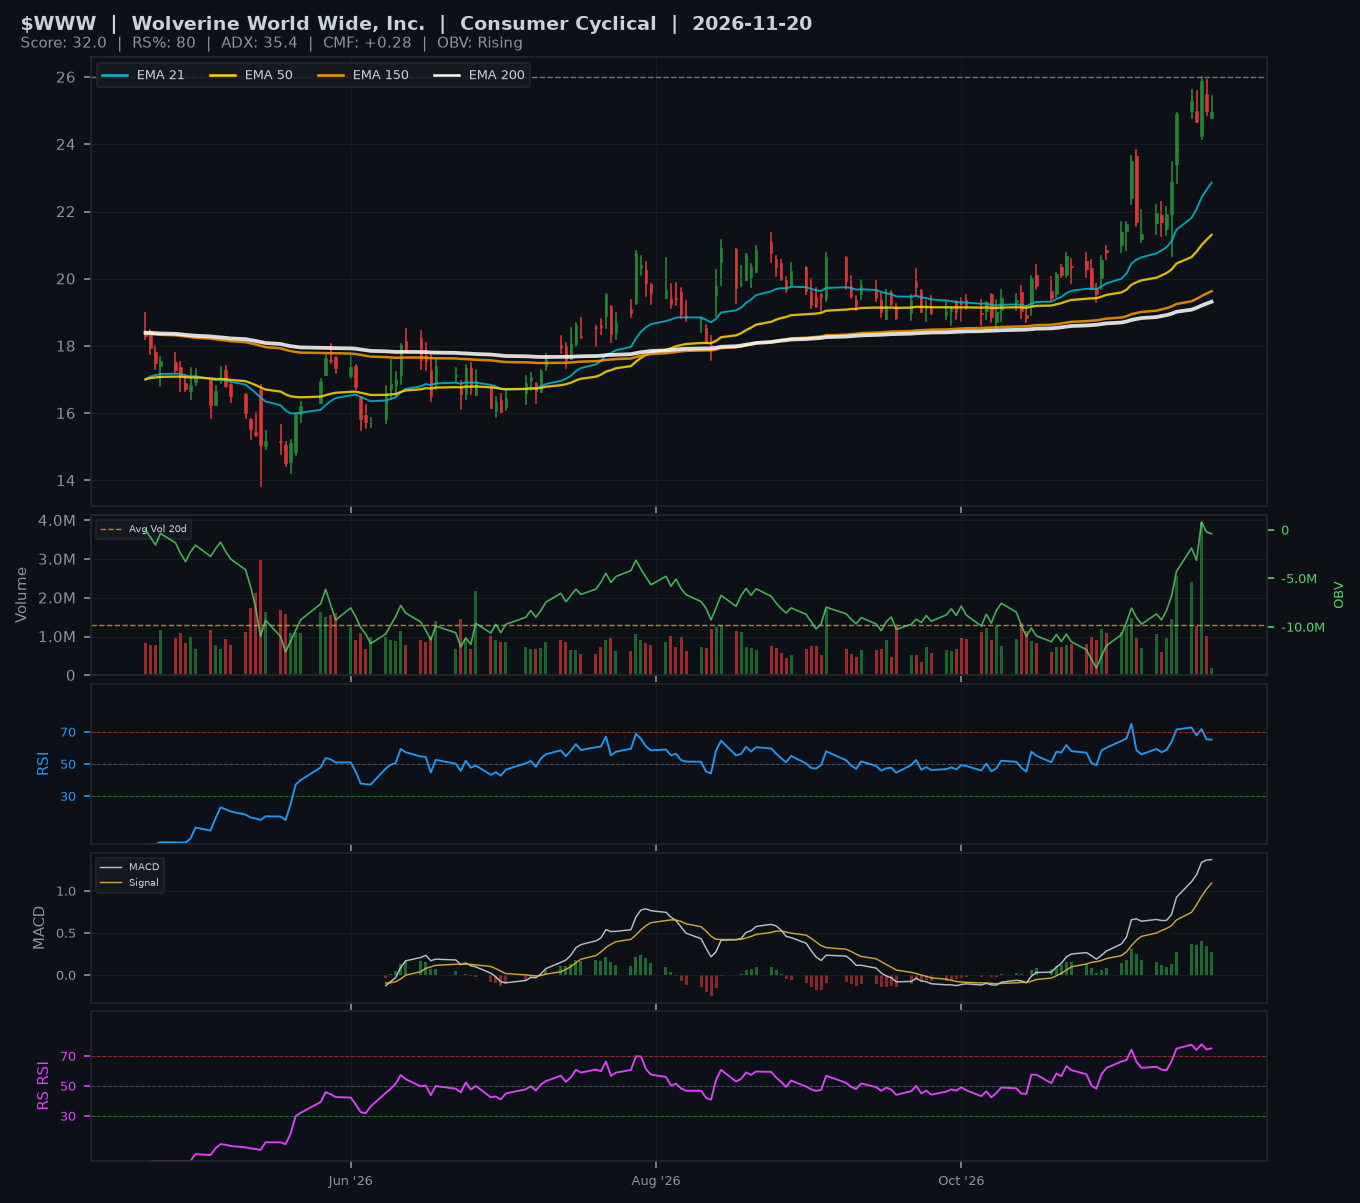 $WWW | Wolverine World Wide, Inc. | Consumer Cyclical | 2026-11-20
Score: 32.0 | RS%: 80 | ADX: 35.4 | CMF: +0.28 | OBV: Rising
EMA 21 EMA 50 EMA 150 EMA 200
26
24
22
20
18
16
14
Avg Vol 20d
4.0M
3.0M
2.0M
1.0M
0
Volume
0
-5.0M
-10.0M
OBV
70
50
30
RSI
MACD
Signal
1.0
0.5
0.0
MACD
70
50
30
RS RSI
Jun '26 Aug '26 Oct '26